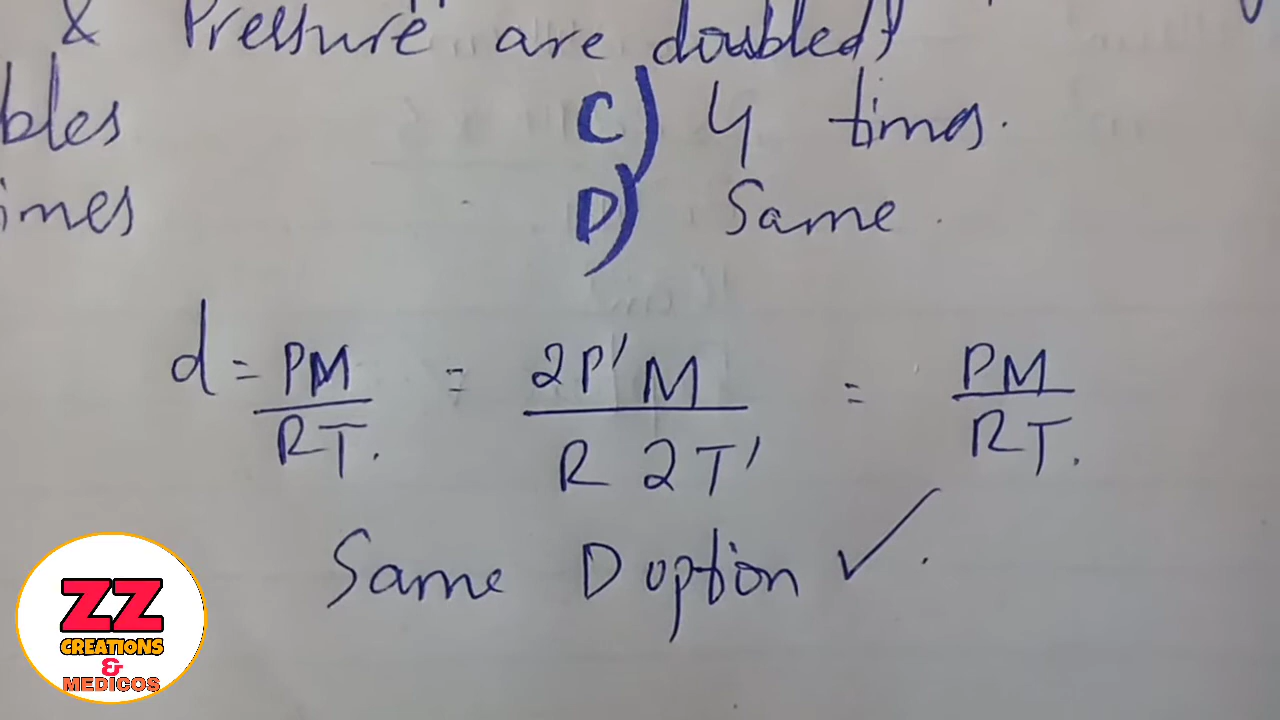 & Pressure are doubled?
bles C) 4 times.
imes D) Same.
d = PM/RT. = 2P'M/R 2T' = PM/RT.
Same D option ✓.
ZZ
CREATIONS
&
MEDICOS